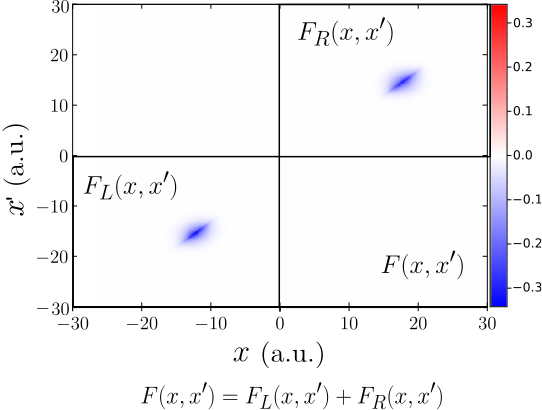 30
20
10
0
−10
−20
−30
x' (a.u.)
F_R(x, x′)
F_L(x, x′)
F(x, x′)
0.3
0.2
0.1
0.0
−0.1
−0.2
−0.3
−30 −20 −10 0 10 20 30
x (a.u.)
F(x, x′) = F_L(x, x′) + F_R(x, x′)